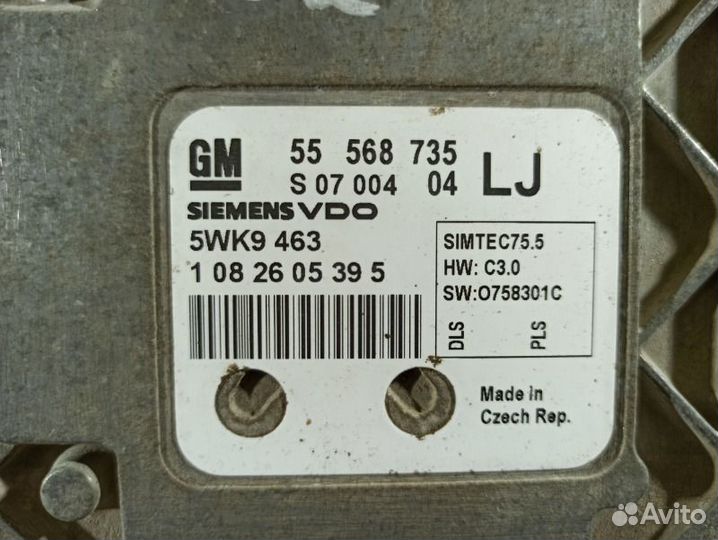 GM 55 568 735 LJ
S 07 004 04
SIEMENS VDO
5WK9 463
1 08 26 05 39 5
SIMTEC75.5
HW: C3.0
SW:O758301C
DLS PLS
Made in
Czech Rep.
Avito